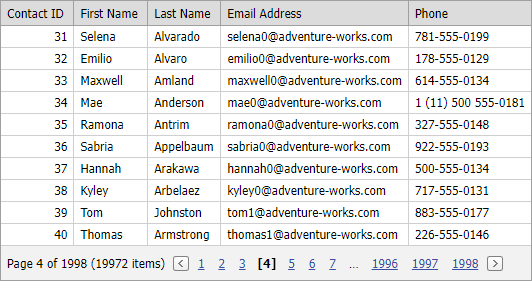 Contact ID First Name Last Name Email Address Phone
31 Selena Alvarado selena0@adventure-works.com 781-555-0199
32 Emilio Alvaro emilio0@adventure-works.com 178-555-0129
33 Maxwell Amland maxwell0@adventure-works.com 614-555-0134
34 Mae Anderson mae0@adventure-works.com 1 (11) 500 555-0181
35 Ramona Antrim ramona0@adventure-works.com 327-555-0148
36 Sabria Appelbaum sabria0@adventure-works.com 922-555-0193
37 Hannah Arakawa hannah0@adventure-works.com 500-555-0134
38 Kyley Arbelaez kyley0@adventure-works.com 717-555-0131
39 Tom Johnston tom1@adventure-works.com 883-555-0177
40 Thomas Armstrong thomas1@adventure-works.com 226-555-0146
Page 4 of 1998 (19972 items) < 1 2 3 [4] 5 6 7 ... 1996 1997 1998 >